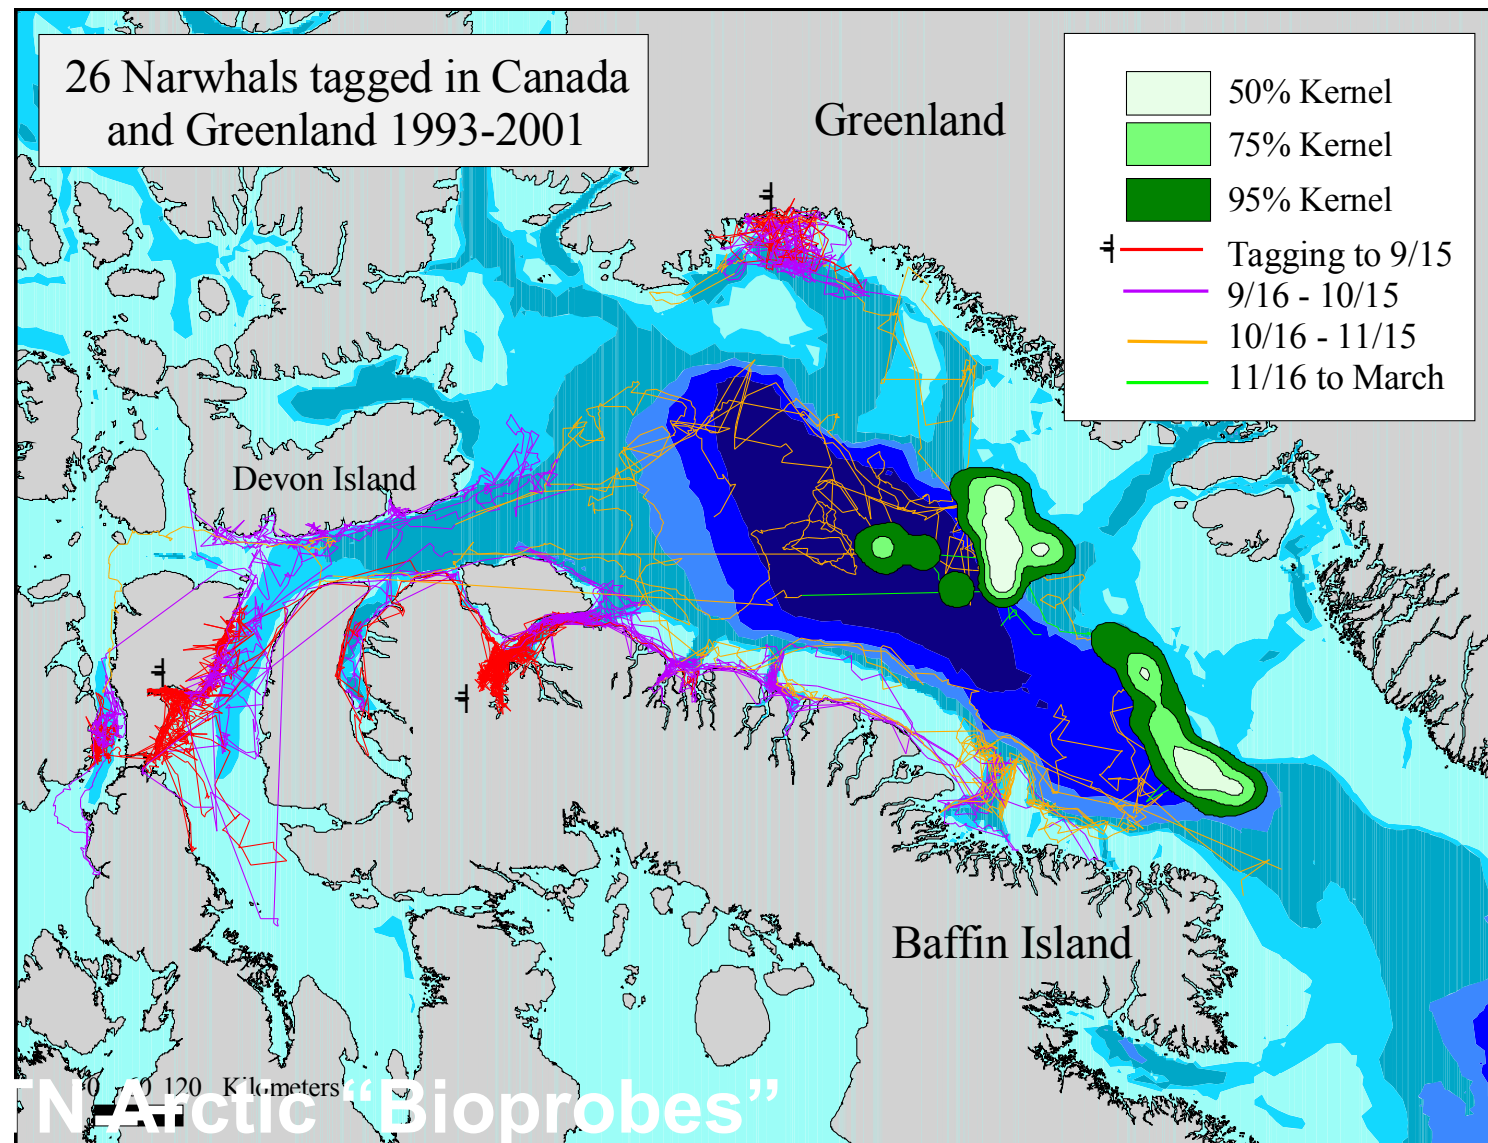 26 Narwhals tagged in Canada
and Greenland 1993-2001
Greenland
50% Kernel
75% Kernel
95% Kernel
Tagging to 9/15
9/16 - 10/15
10/16 - 11/15
11/16 to March
Devon Island
Baffin Island
0 120 Kilometers
Arctic “Bioprobes”